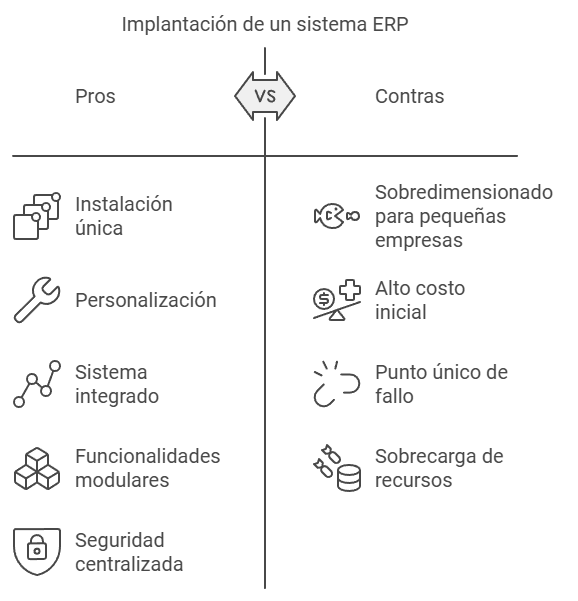 Implantación de un sistema ERP
Pros
VS
Contras
Instalación
única
Personalización
Sistema
integrado
Funcionalidades
modulares
Seguridad
centralizada
Sobredimensionado
para pequeñas
empresas
Alto costo
inicial
Punto único de
fallo
Sobrecarga de
recursos